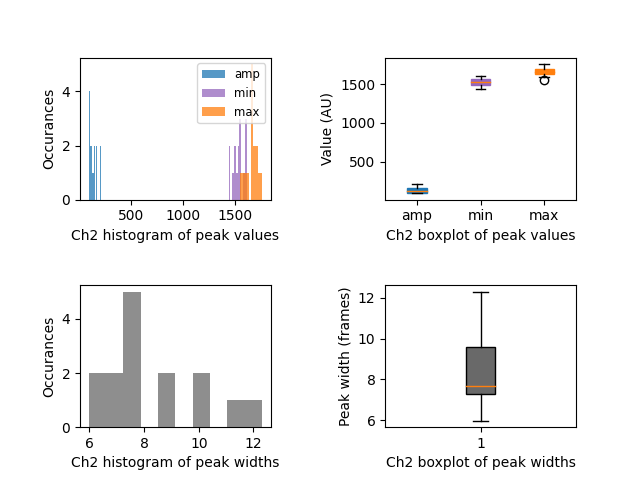 4
2
0
Occurances
amp
min
max
500
1000
1500
Ch2 histogram of peak values
1500
1000
500
Value (AU)
amp
min
max
Ch2 boxplot of peak values
4
2
0
Occurances
6
8
10
12
Ch2 histogram of peak widths
12
10
8
6
Peak width (frames)
1
Ch2 boxplot of peak widths